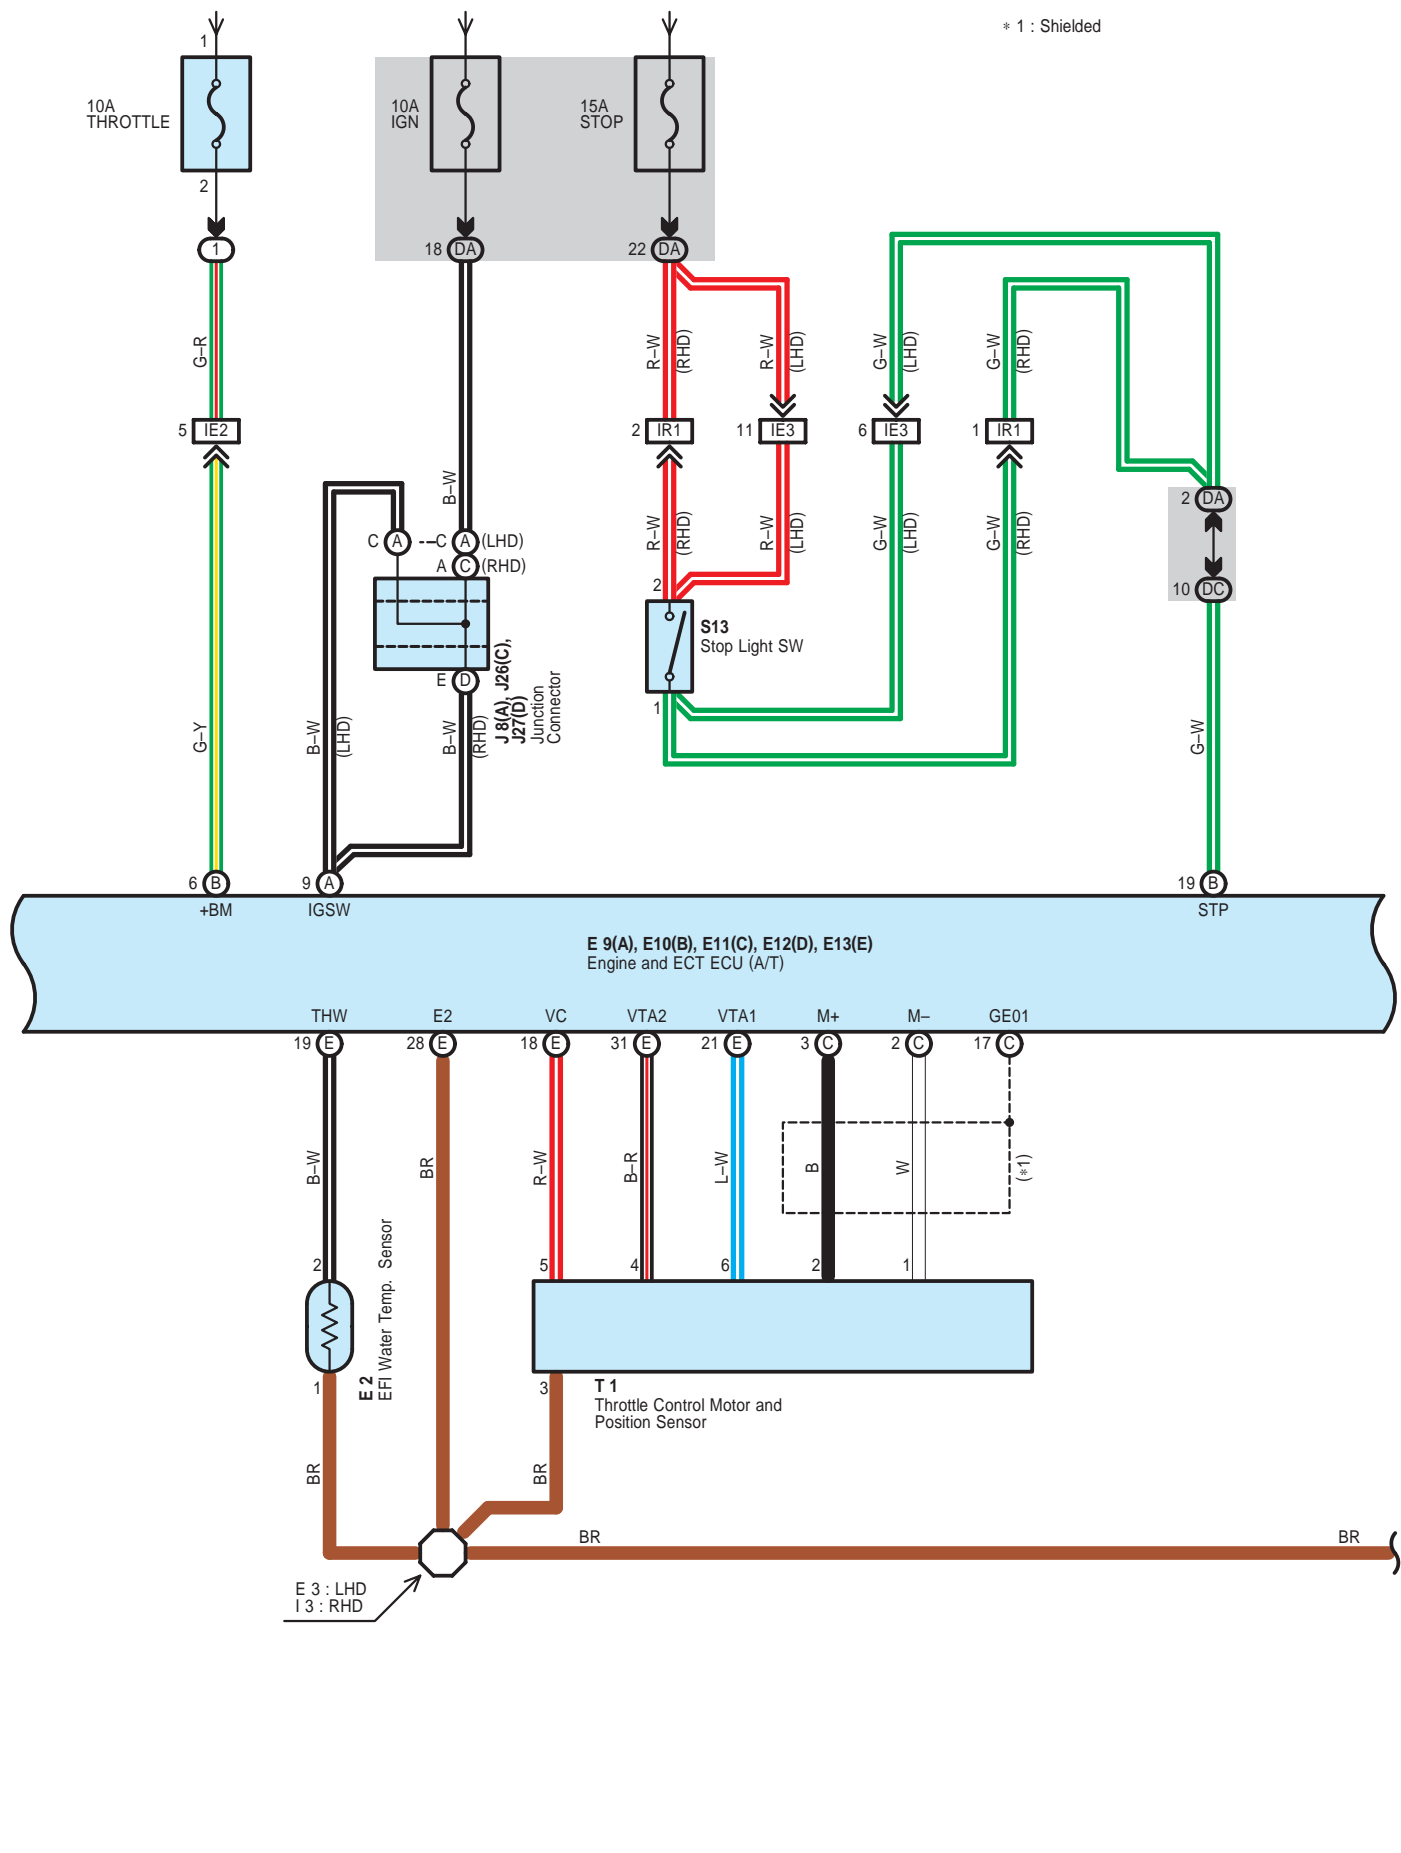 * 1 : Shielded
1
10A
THROTTLE
10A
IGN
15A
STOP
2
1
18 DA
22 DA
G–R
R–W
(RHD)
R–W
(LHD)
G–W
(LHD)
G–W
(RHD)
5 IE2
2 IR1
11 IE3
6 IE3
1 IR1
B–W
2 DA
C A C A (LHD)
A C (RHD)
R–W
(RHD)
R–W
(LHD)
G–W
(LHD)
G–W
(RHD)
2
10 DC
S13
Stop Light SW
E D
1
J 8(A), J26(C),
J27(D)
Junction
Connector
G–Y
B–W
(LHD)
B–W
(RHD)
G–W
6 B
9 A
19 B
+BM
IGSW
STP
E 9(A), E10(B), E11(C), E12(D), E13(E)
Engine and ECT ECU (A/T)
THW
E2
VC
VTA2
VTA1
M+
M–
GE01
19 E
28 E
18 E
31 E
21 E
3 C
2 C
17 C
B–W
BR
R–W
B–R
L–W
B
W
(*1)
2
5
4
6
2
1
E 2
EFI Water Temp. Sensor
1
3
T 1
Throttle Control Motor and
Position Sensor
BR
BR
BR
BR
E 3 : LHD
I 3 : RHD